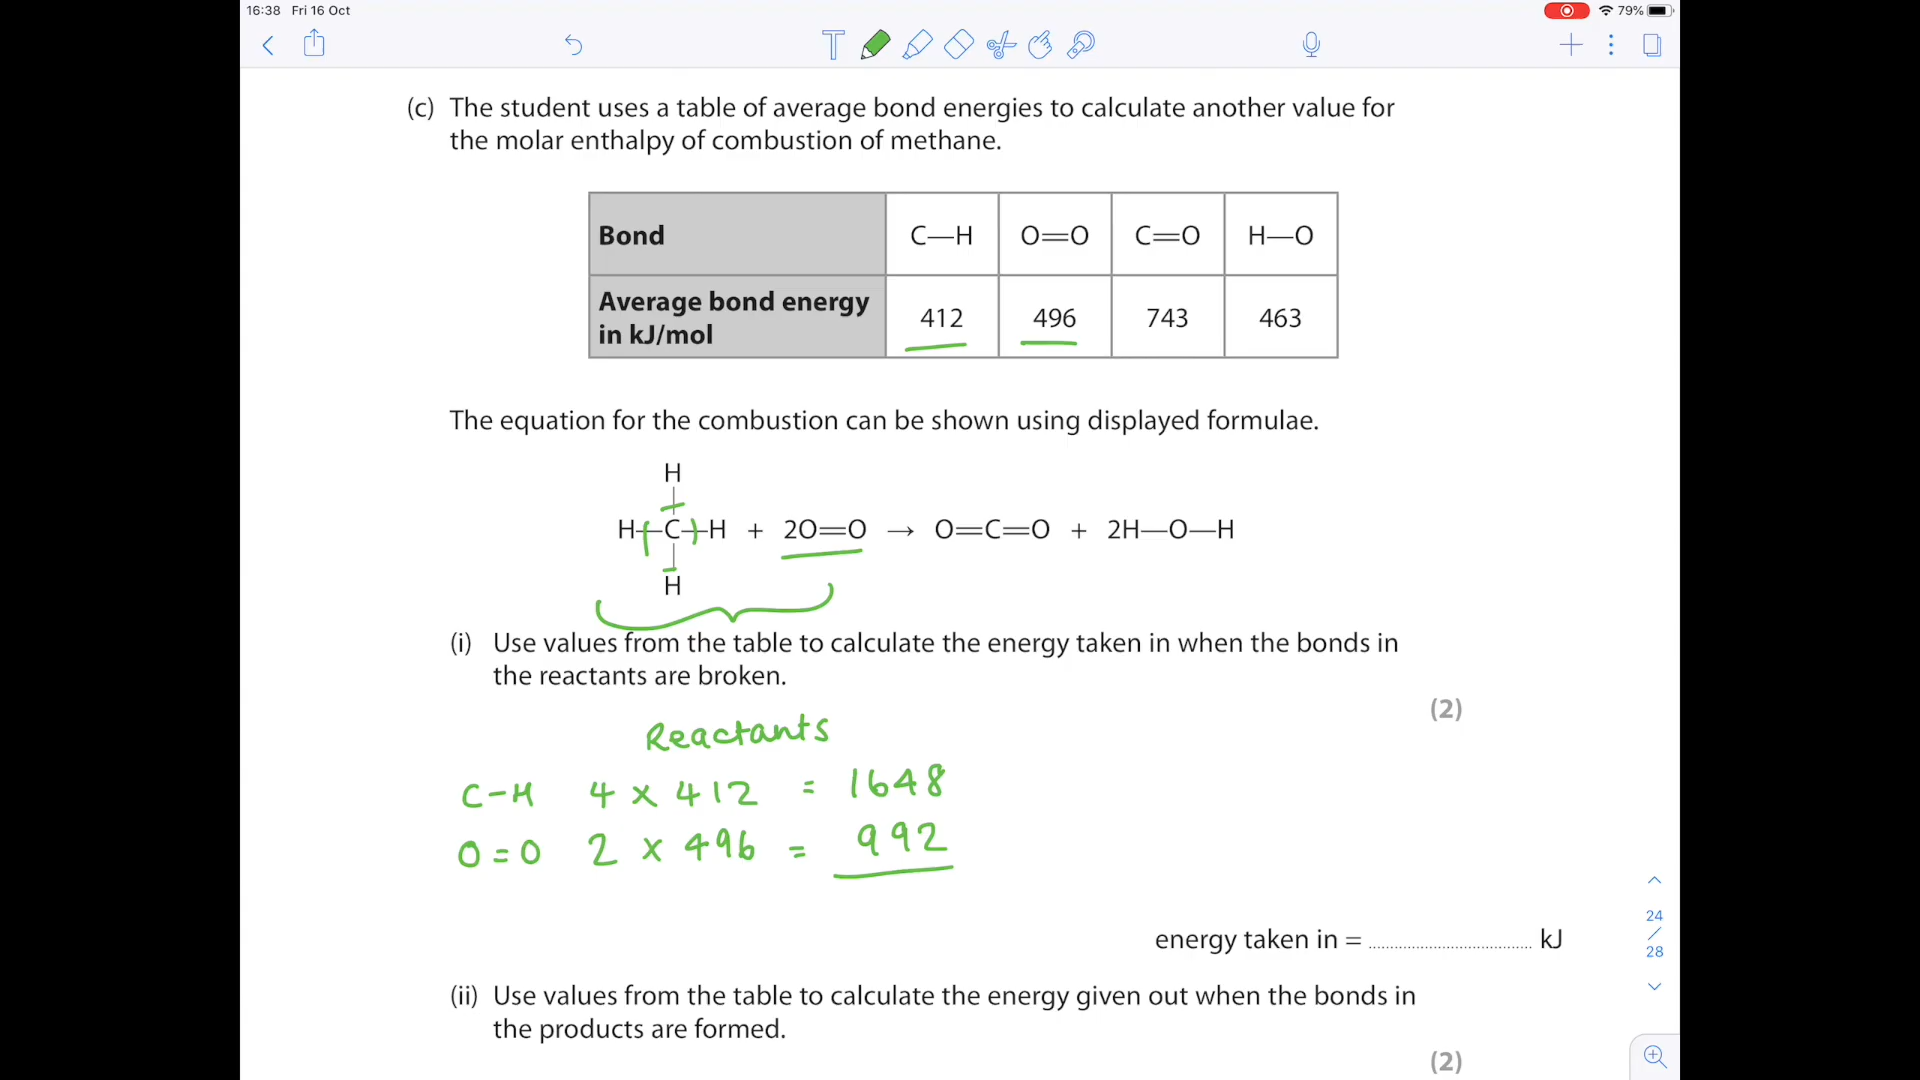 16:38 Fri 16 Oct
79%
T
(c) The student uses a table of average bond energies to calculate another value for
the molar enthalpy of combustion of methane.
Bond C—H O=O C=O H—O
Average bond energy
in kJ/mol 412 496 743 463
The equation for the combustion can be shown using displayed formulae.
H
H—C—H + 2O=O → O=C=O + 2H—O—H
H
(i) Use values from the table to calculate the energy taken in when the bonds in
the reactants are broken.
(2)
Reactants
C-H 4 x 412 = 1648
O=O 2 x 496 = 992
energy taken in = ...................................... kJ
24
/
28
(ii) Use values from the table to calculate the energy given out when the bonds in
the products are formed.
(2)